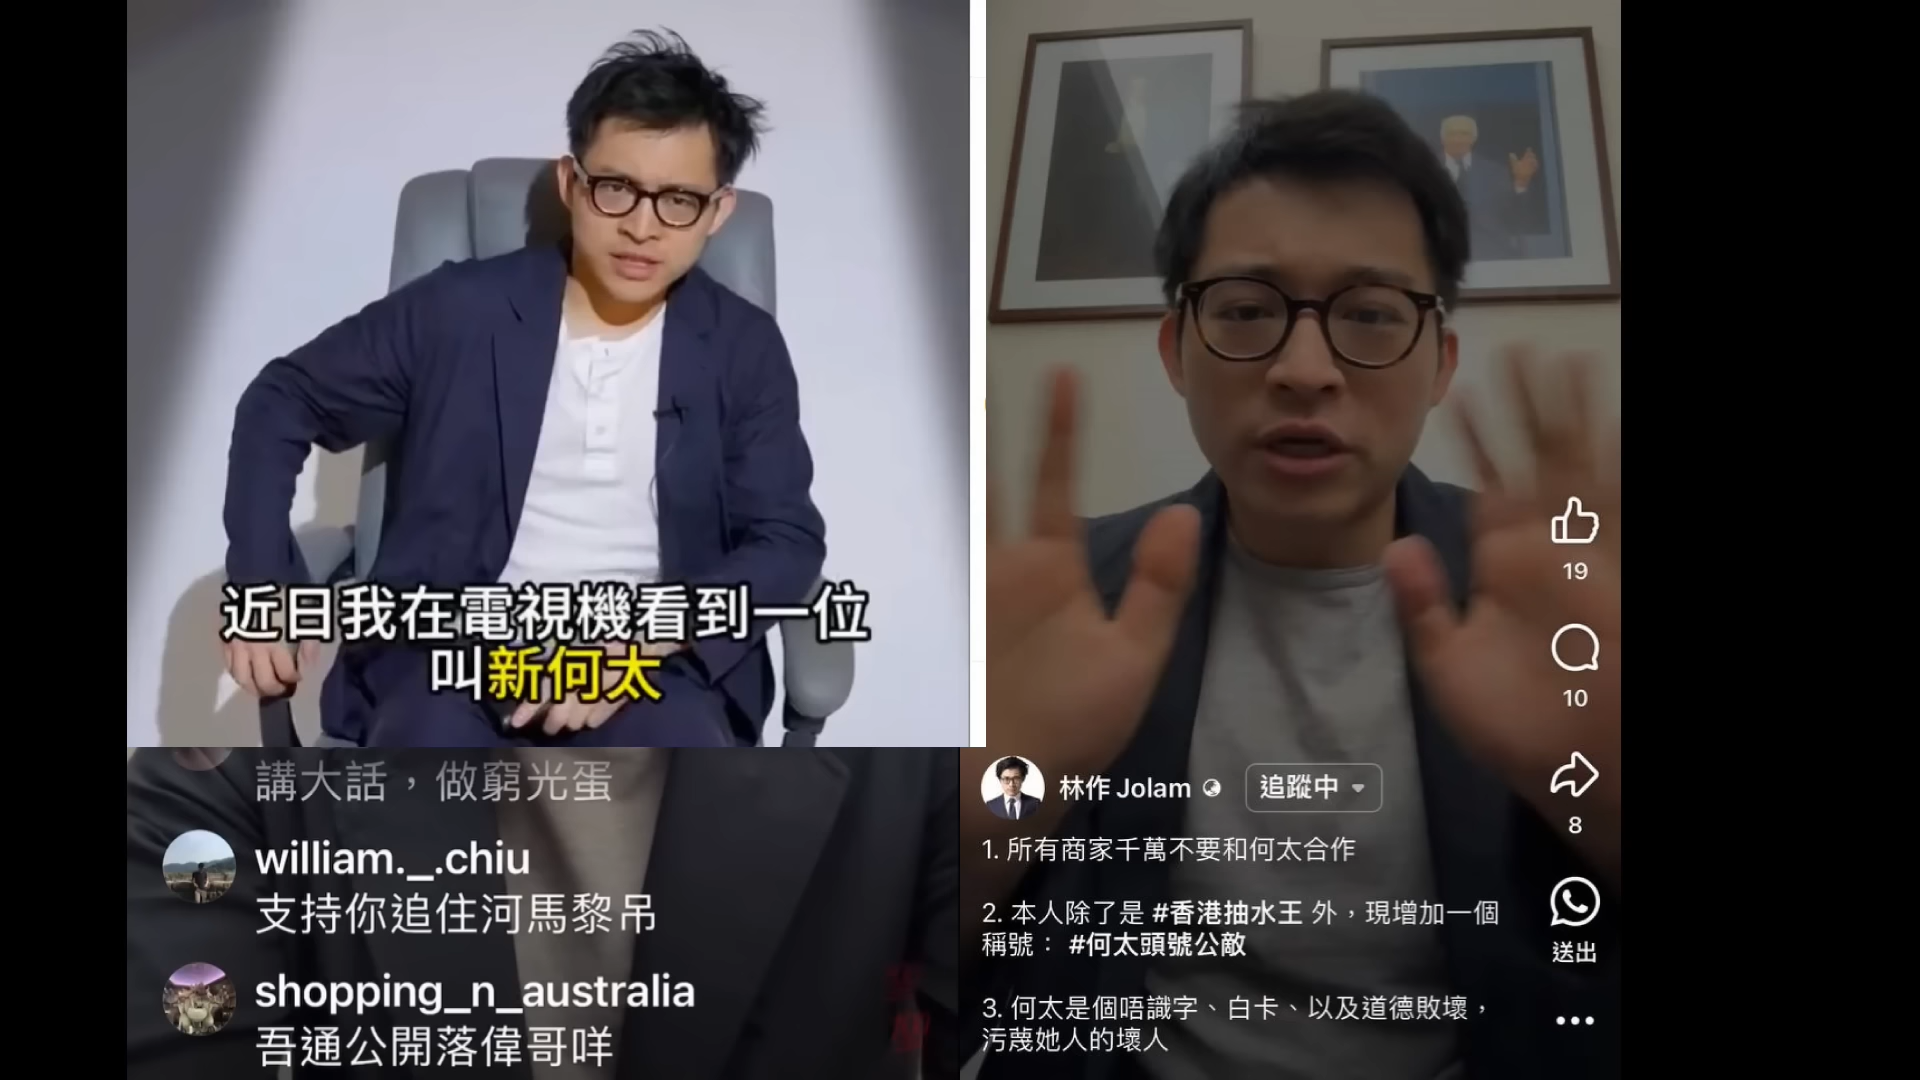 近日我在電視機看到一位
叫新何太
講大話，做窮光蛋
william._.chiu
支持你追住河馬黎吊
shopping_n_australia
吾通公開落偉哥咩
19
10
8
送出
林作 Jolam
追蹤中
1. 所有商家千萬不要和何太合作
2. 本人除了是 #香港抽水王 外，現增加一個
稱號： #何太頭號公敵
3. 何太是個唔識字、白卡、以及道德敗壞，
污蔑她人的壞人